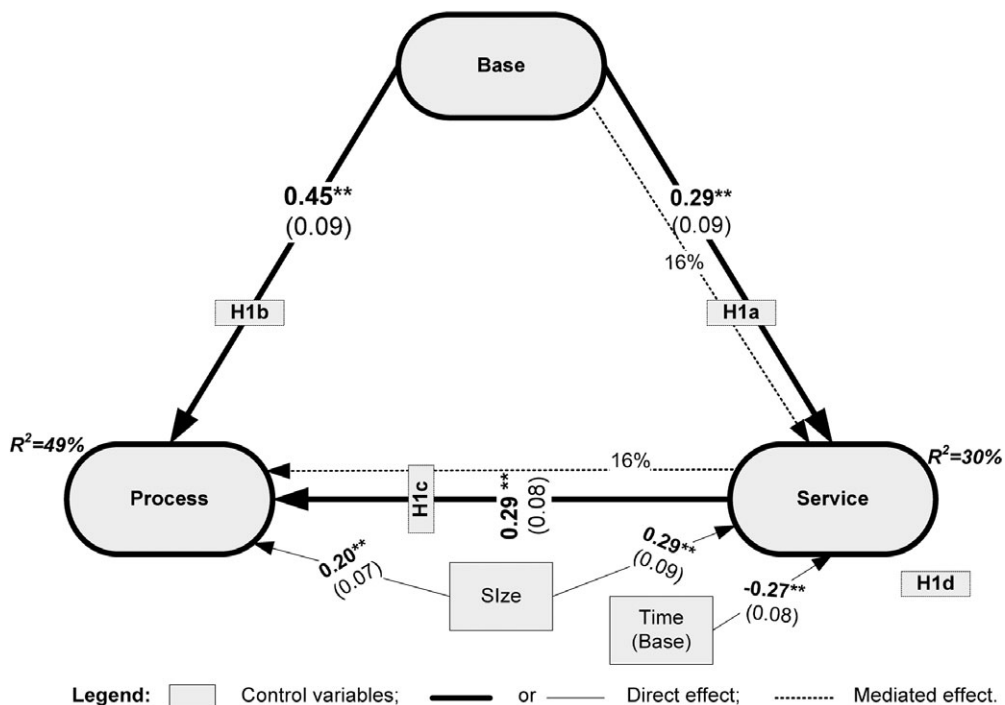 Base
0.45**
(0.09)
0.29**
(0.09)
16%
H1b
H1a
R²=49%
R²=30%
16%
Process
H1c
0.29 **
(0.08)
Service
0.20**
(0.07)
SIze
0.29**
(0.09)
Time
(Base)
-0.27**
(0.08)
H1d
Legend: Control variables; or Direct effect; Mediated effect.